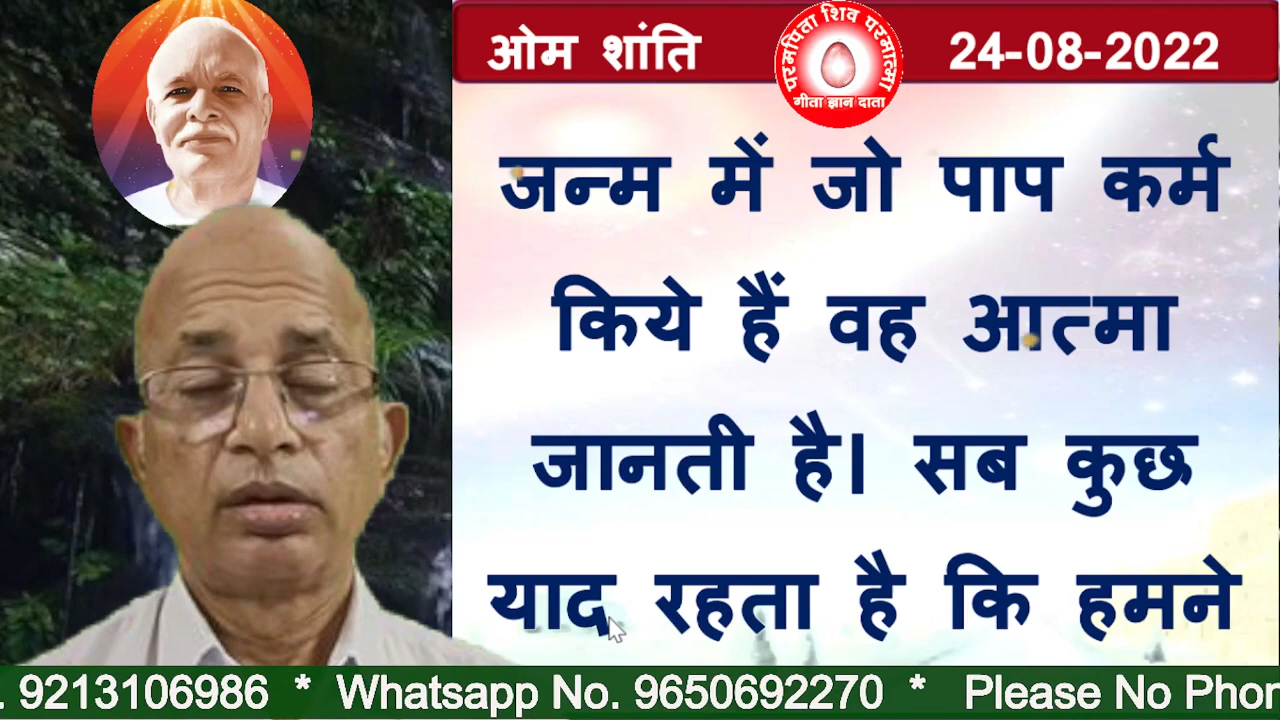 ओम शांति
परमपिता शिव परमात्मा
गीता ज्ञान दाता
24-08-2022
जन्म में जो पाप कर्म
किये हैं वह आत्मा
जानती है। सब कुछ
याद रहता है कि हमने
. 9213106986 * Whatsapp No. 9650692270 * Please No Phon